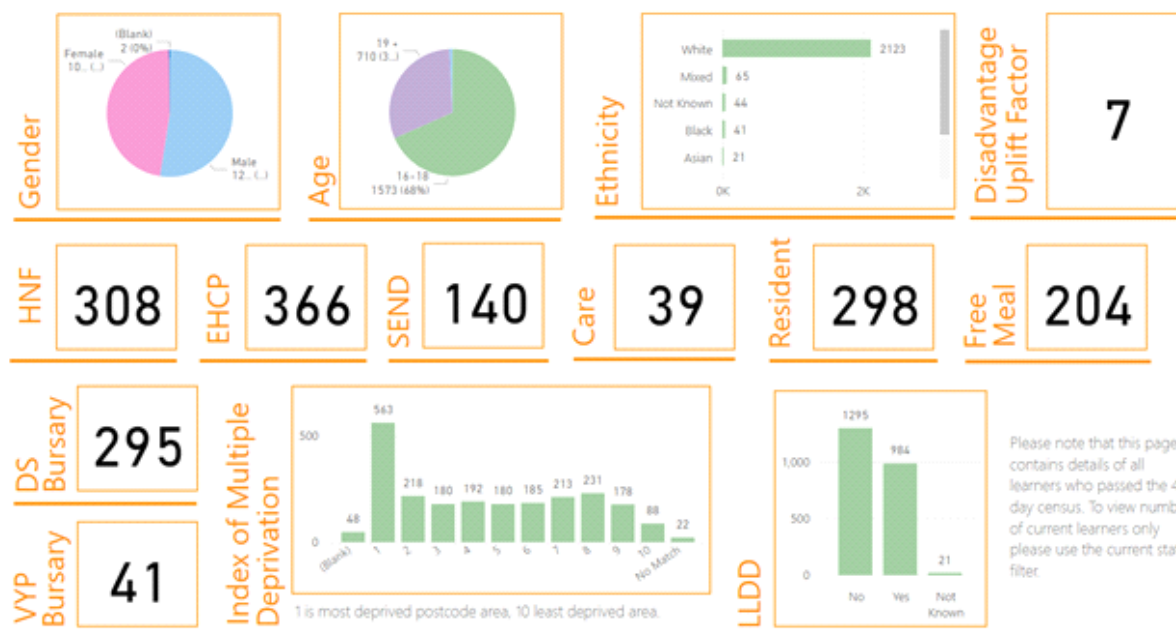 Gender
(Blank)
2 (0%)
Female
10... (...)
Male
12... (...)
Age
19 +
710 (3...)
16-18
1573 (68%)
Ethnicity
White 2123
Mixed 65
Not Known 44
Black 41
Asian 21
0K 2K
Disadvantage
Uplift Factor
7
HNF
308
EHCP
366
SEND
140
Care
39
Resident
298
Free
Meal
204
DS
Bursary
295
VYP
Bursary
41
Index of Multiple
Deprivation
500
0
48 563 218 180 192 180 185 213 231 178 88 22
(Blank) 1 2 3 4 5 6 7 8 9 10 No Match
1 is most deprived postcode area, 10 least deprived area.
LLDD
1,000
500
0
1295 984 21
No Yes Not
Known
Please note that this page
contains details of all
learners who passed the 4
day census. To view numb
of current learners only
please use the current stat
filter.